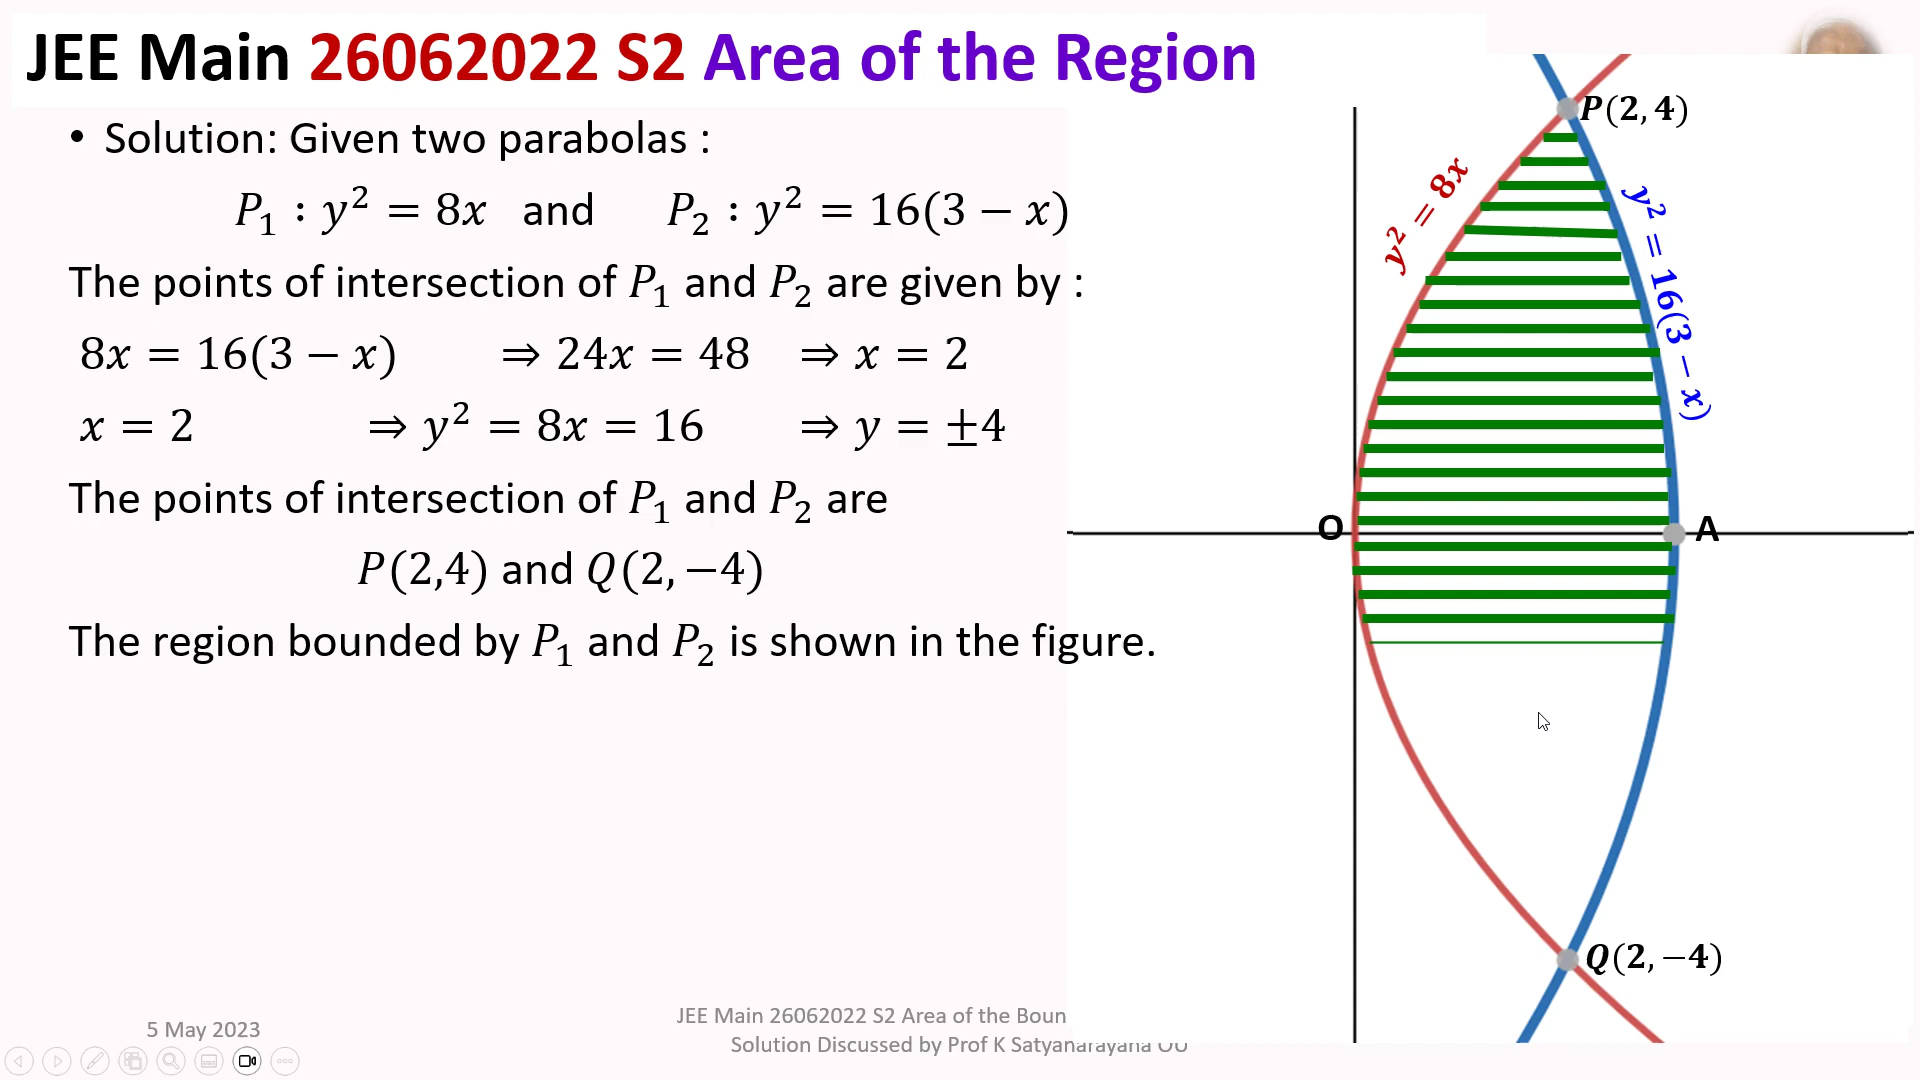 JEE Main 26062022 S2 Area of the Region
• Solution: Given two parabolas :
P₁ : y² = 8x and P₂ : y² = 16(3 − x)
The points of intersection of P₁ and P₂ are given by :
8x = 16(3 − x) ⇒ 24x = 48 ⇒ x = 2
x = 2 ⇒ y² = 8x = 16 ⇒ y = ±4
The points of intersection of P₁ and P₂ are
P(2,4) and Q(2, −4)
The region bounded by P₁ and P₂ is shown in the figure.
P(2, 4)
y² = 8x
y² = 16(3 − x)
O
A
Q(2, −4)
5 May 2023
JEE Main 26062022 S2 Area of the Boun
Solution Discussed by Prof K Satyanarayana OU